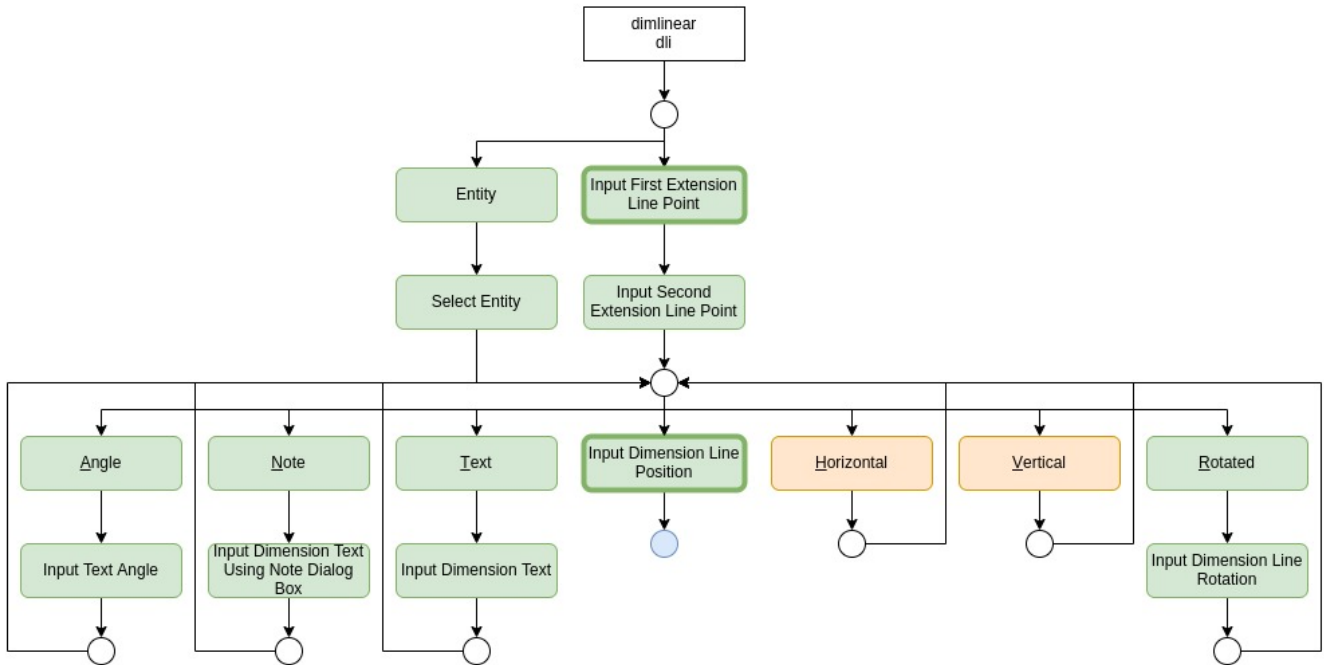 dimlinear
dli
Entity
Input First Extension
Line Point
Select Entity
Input Second
Extension Line Point
Angle
Note
Text
Input Dimension Line
Position
Horizontal
Vertical
Rotated
Input Text Angle
Input Dimension Text
Using Note Dialog
Box
Input Dimension Text
Input Dimension Line
Rotation